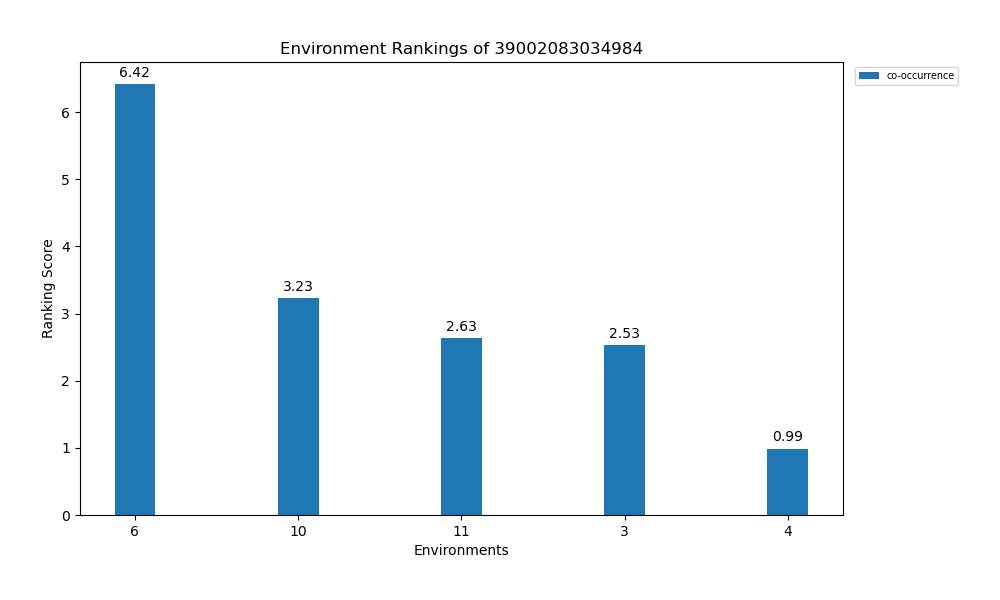 Environment Rankings of 39002083034984
co-occurrence
Ranking Score
6
5
4
3
2
1
0
6.42
3.23
2.63
2.53
0.99
6 10 11 3 4
Environments